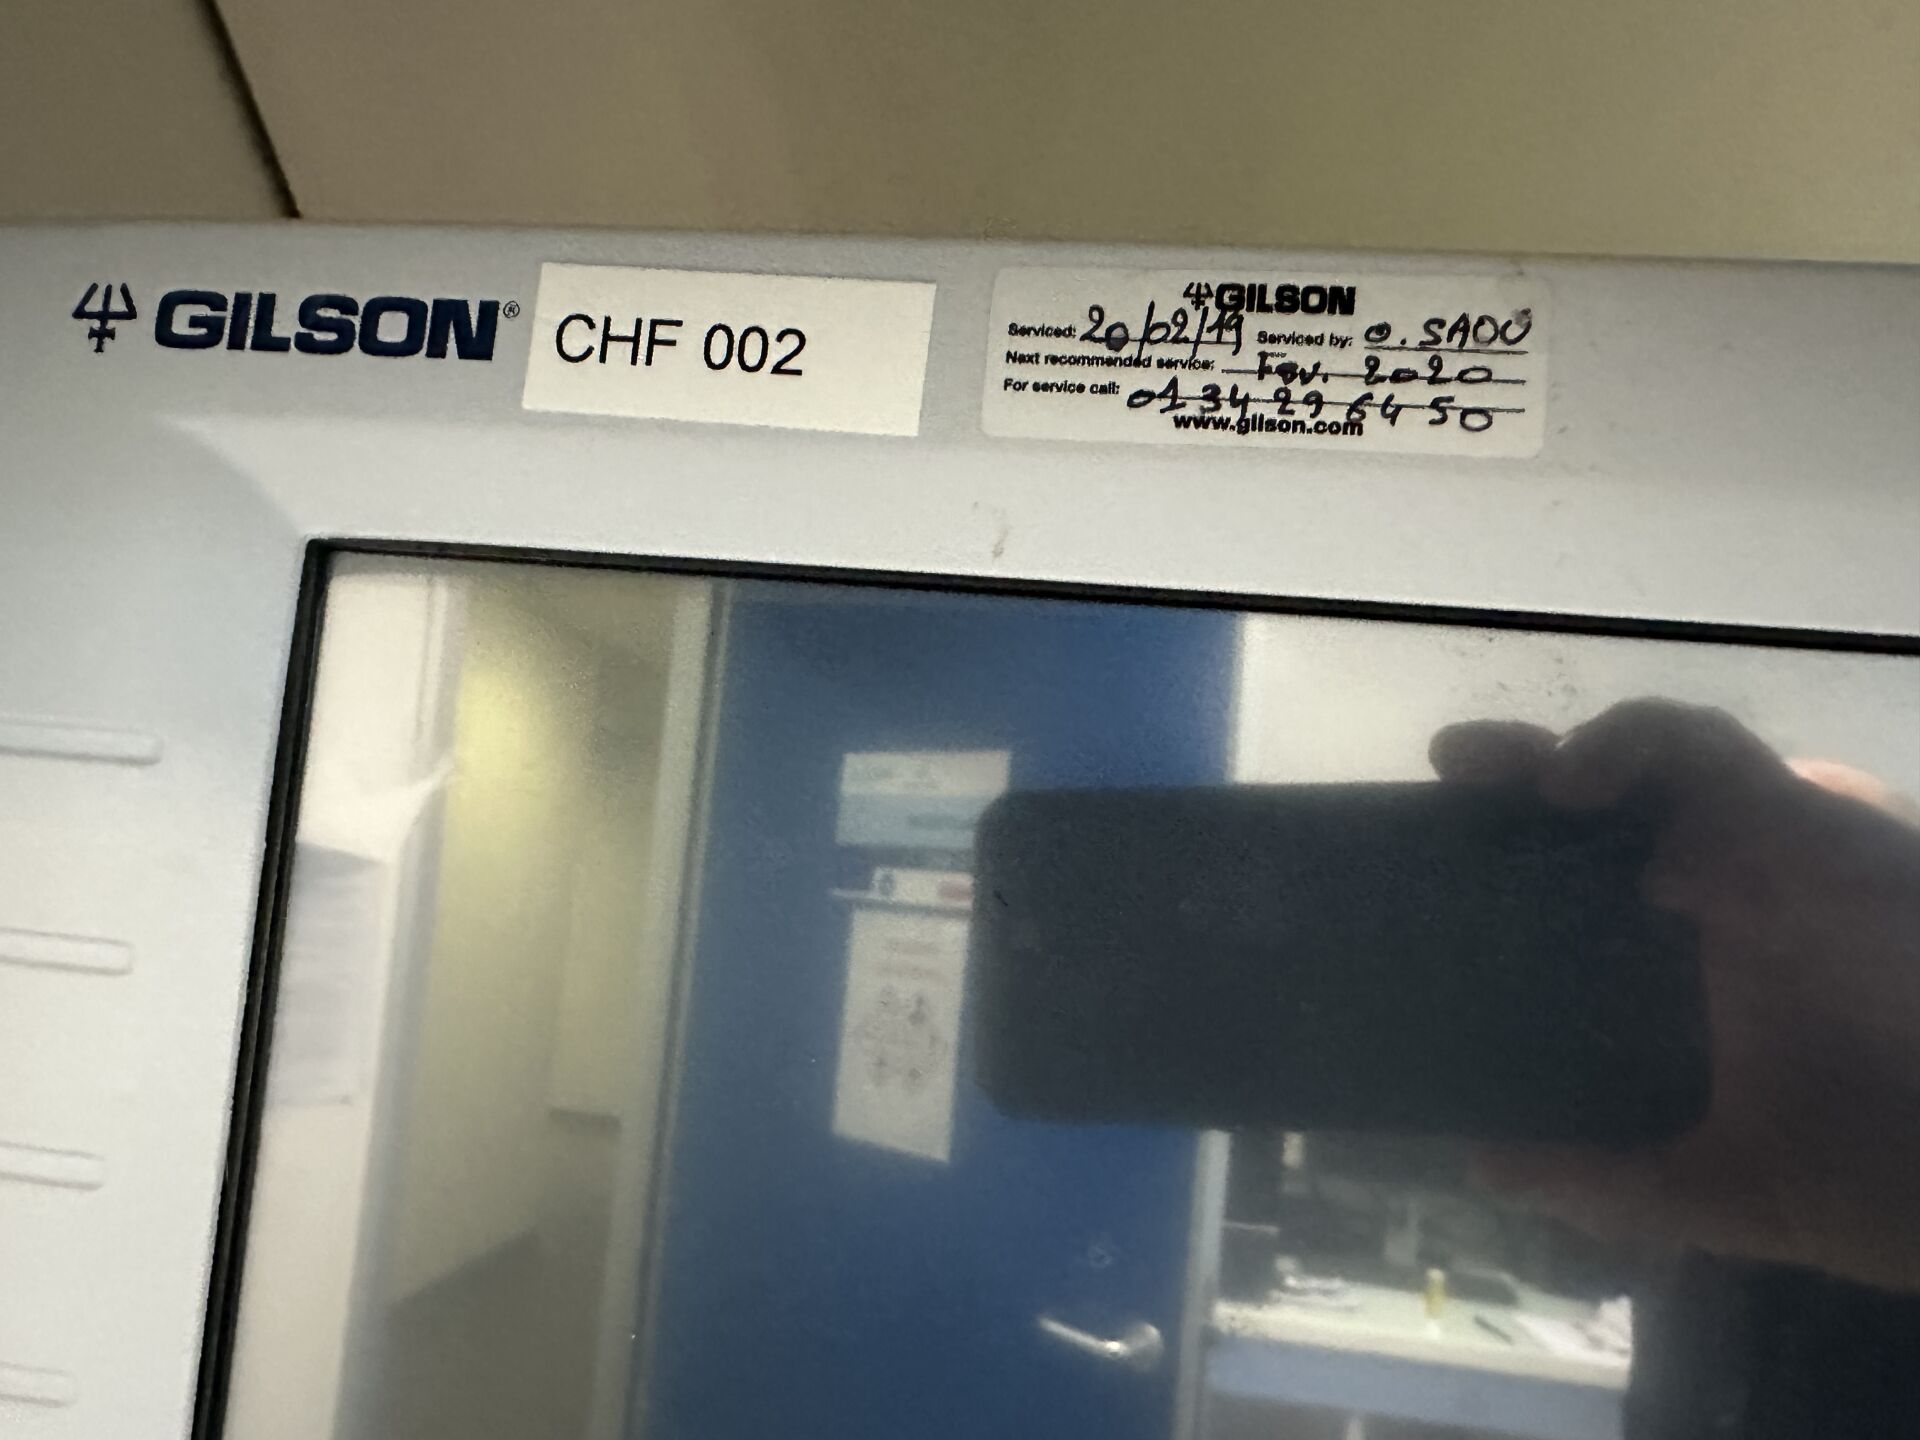 GILSON®
CHF 002
GILSON
Serviced: 20/02/19 Serviced by: O. SAOU
Next recommended service: Fev. 2020
For service call: 01 34 29 64 50
www.gilson.com